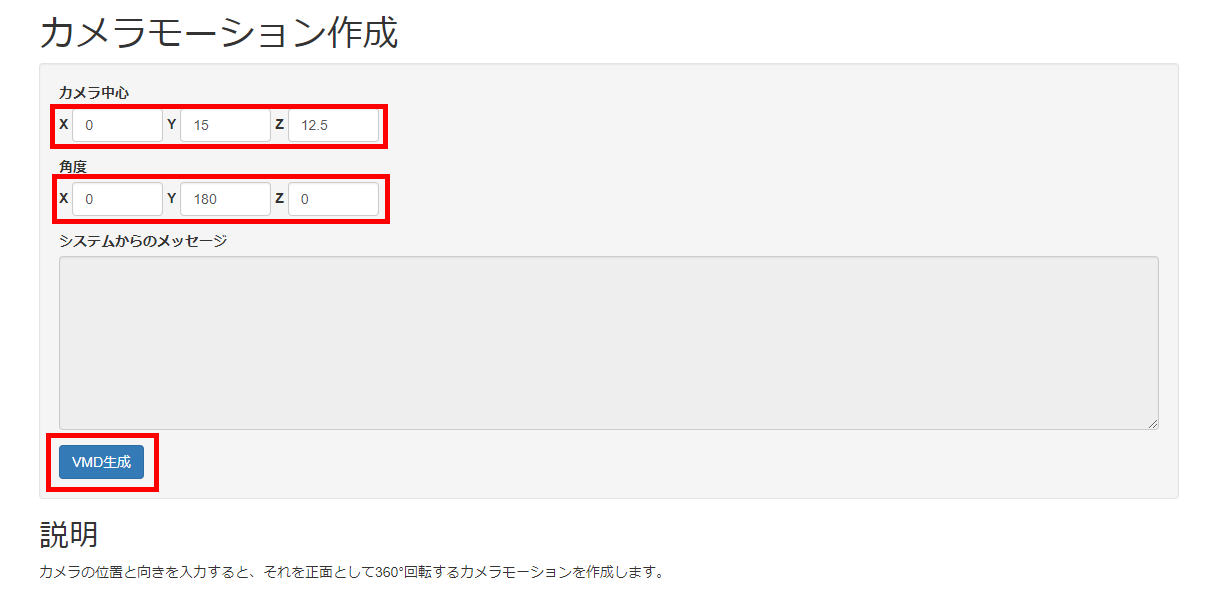 カメラモーション作成
カメラ中心
X 0 Y 15 Z 12.5
角度
X 0 Y 180 Z 0
システムからのメッセージ
VMD生成
説明
カメラの位置と向きを入力すると、それを正面として360°回転するカメラモーションを作成します。